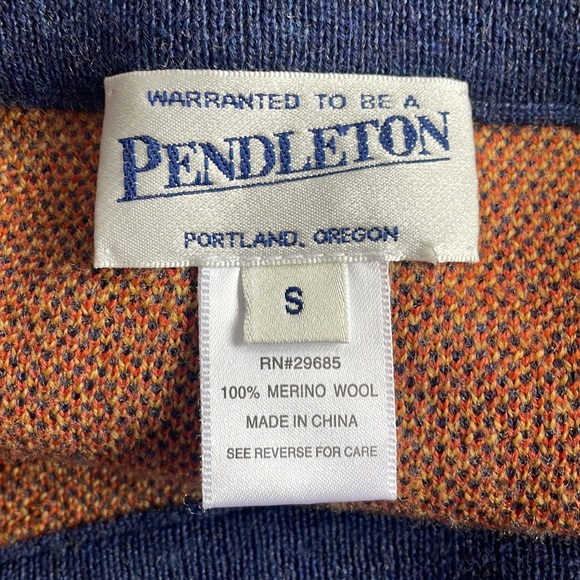 WARRANTED TO BE A
PENDLETON
PORTLAND, OREGON
S
RN#29685
100% MERINO WOOL
MADE IN CHINA
SEE REVERSE FOR CARE